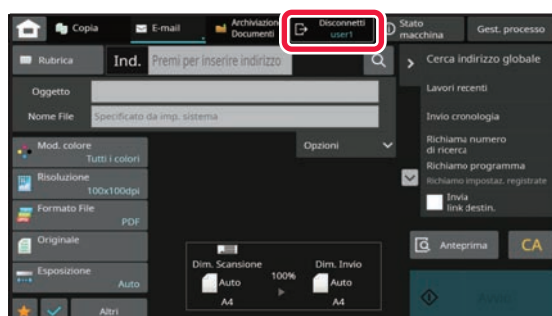 Copia
E-mail
Archiviazione
Documenti
Disconnetti
user1
Stato
macchina
Gest. processo
Rubrica
Ind.
Premi per inserire indirizzo
Cerca indirizzo globale
Oggetto
Lavori recenti
Nome File
Specificato da imp. sistema
Invio cronologia
Mod. colore
Tutti i colori
Opzioni
Richiama numero
di ricerca
Risoluzione
100x100dpi
Richiamo programma
Richiamo impostaz. registrate
Formato File
PDF
Invia
link destin.
Originale
Anteprima
CA
Dim. Scansione
100%
Dim. Invio
Esposizione
Auto
Auto
Auto
A4
A4
Altri